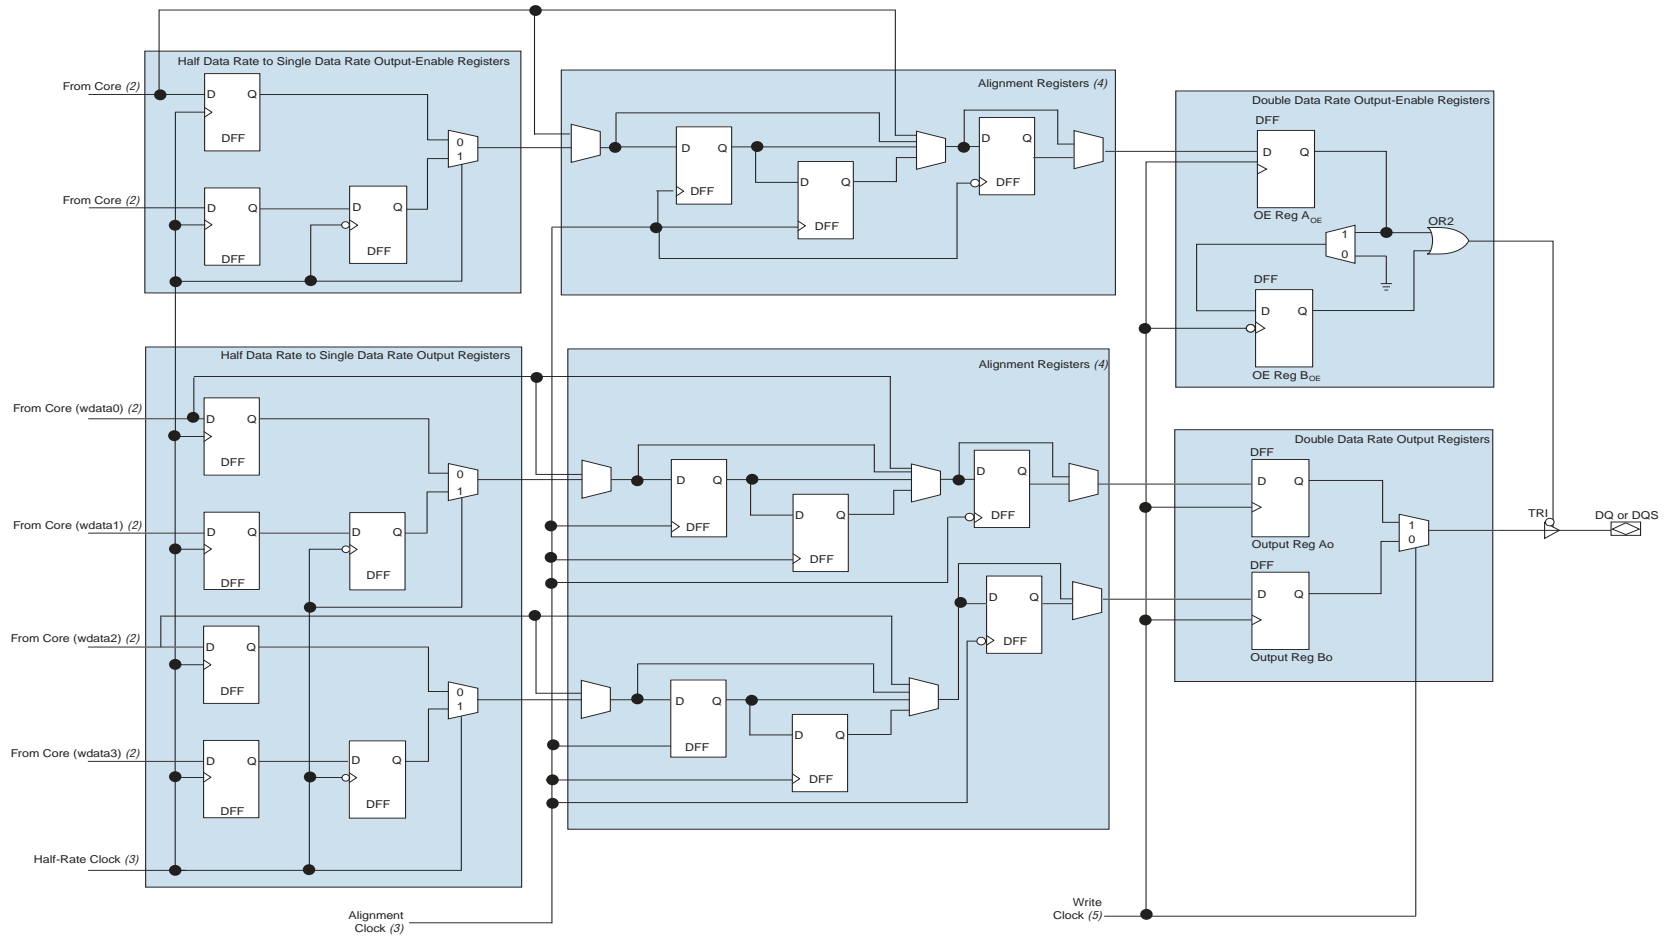 Half Data Rate to Single Data Rate Output-Enable Registers
From Core (2)
D Q
DFF
0
1
From Core (2)
D Q
DFF
D Q
DFF
Alignment Registers (4)
D Q
DFF
D Q
DFF
D Q
DFF
Double Data Rate Output-Enable Registers
DFF
D Q
OE Reg AOE
1
0
OR2
DFF
D Q
OE Reg BOE
Half Data Rate to Single Data Rate Output Registers
From Core (wdata0) (2)
D Q
DFF
0
1
From Core (wdata1) (2)
D Q
DFF
D Q
DFF
From Core (wdata2) (2)
D Q
DFF
0
1
From Core (wdata3) (2)
D Q
DFF
D Q
DFF
Half-Rate Clock (3)
Alignment Registers (4)
D Q
DFF
D Q
DFF
D Q
DFF
D Q
DFF
D Q
DFF
D Q
DFF
Alignment
Clock (3)
Double Data Rate Output Registers
DFF
D Q
Output Reg Ao
1
0
DFF
D Q
Output Reg Bo
TRI
DQ or DQS
Write
Clock (5)